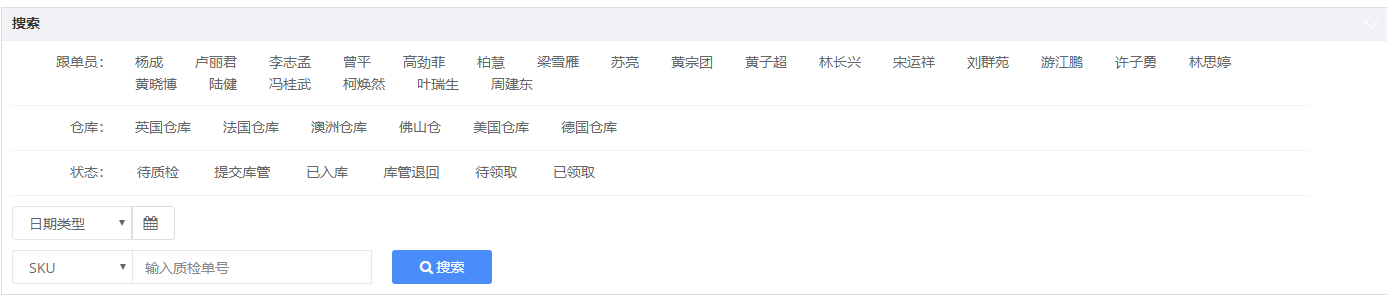 搜索
跟单员： 杨成 卢丽君 李志孟 曾平 高劲菲 柏慧 梁雪雁 苏亮 黄宗团 黄子超 林长兴 宋运祥 刘群苑 游江鹏 许子勇 林思婷
黄晓博 陆健 冯桂武 柯焕然 叶瑞生 周建东
仓库： 英国仓库 法国仓库 澳洲仓库 佛山仓 美国仓库 德国仓库
状态： 待质检 提交库管 已入库 库管退回 待领取 已领取
日期类型
SKU 输入质检单号 搜索